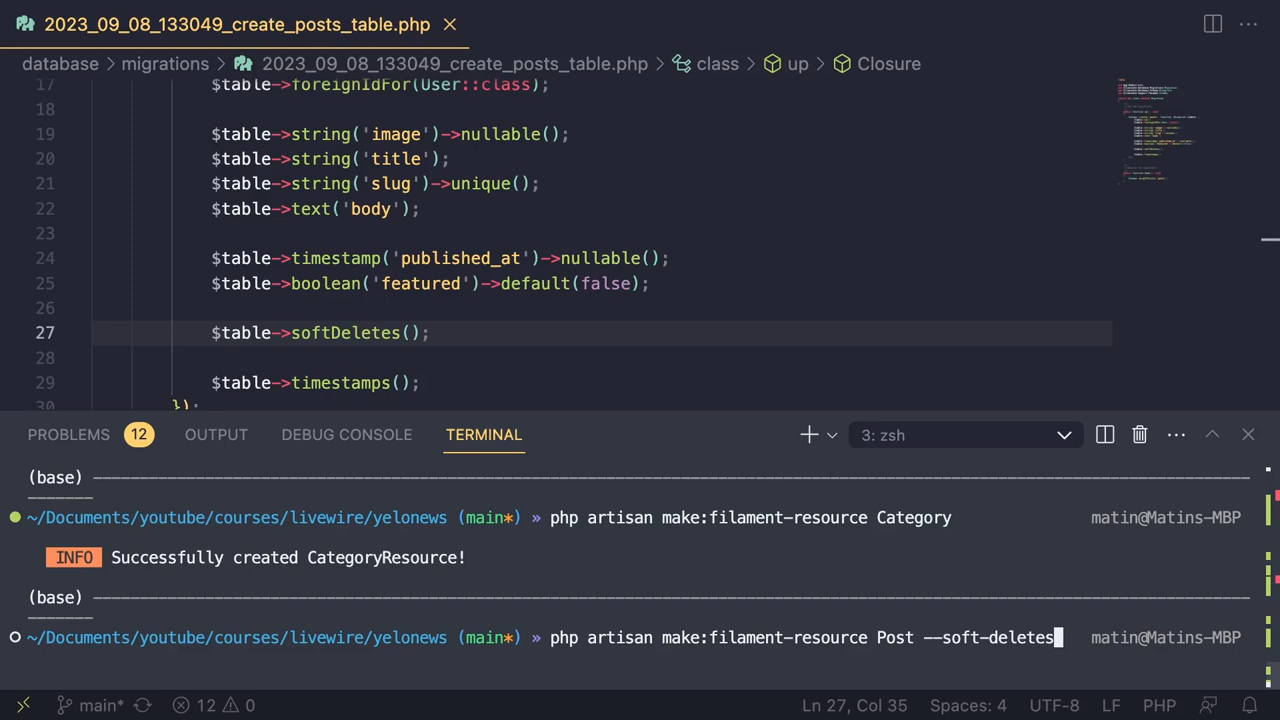 2023_09_08_133049_create_posts_table.php
database > migrations > 2023_09_08_133049_create_posts_table.php > class > up > Closure
17 $table->foreignIdFor(User::class);
18
19 $table->string('image')->nullable();
20 $table->string('title');
21 $table->string('slug')->unique();
22 $table->text('body');
23
24 $table->timestamp('published_at')->nullable();
25 $table->boolean('featured')->default(false);
26
27 $table->softDeletes();
28
29 $table->timestamps();
30 });
PROBLEMS 12 OUTPUT DEBUG CONSOLE TERMINAL 3: zsh
(base)
~/Documents/youtube/courses/livewire/yelonews (main*) » php artisan make:filament-resource Category matin@Matins-MBP
INFO Successfully created CategoryResource!
(base)
~/Documents/youtube/courses/livewire/yelonews (main*) » php artisan make:filament-resource Post --soft-deletes matin@Matins-MBP
main* 12 0 Ln 27, Col 35 Spaces: 4 UTF-8 LF PHP